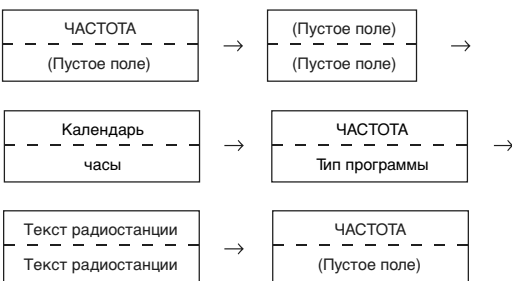 ЧАСТОТА
(Пустое поле)
→
(Пустое поле)
(Пустое поле)
→
Календарь
часы
→
ЧАСТОТА
Тип программы
→
Текст радиостанции
Текст радиостанции
→
ЧАСТОТА
(Пустое поле)